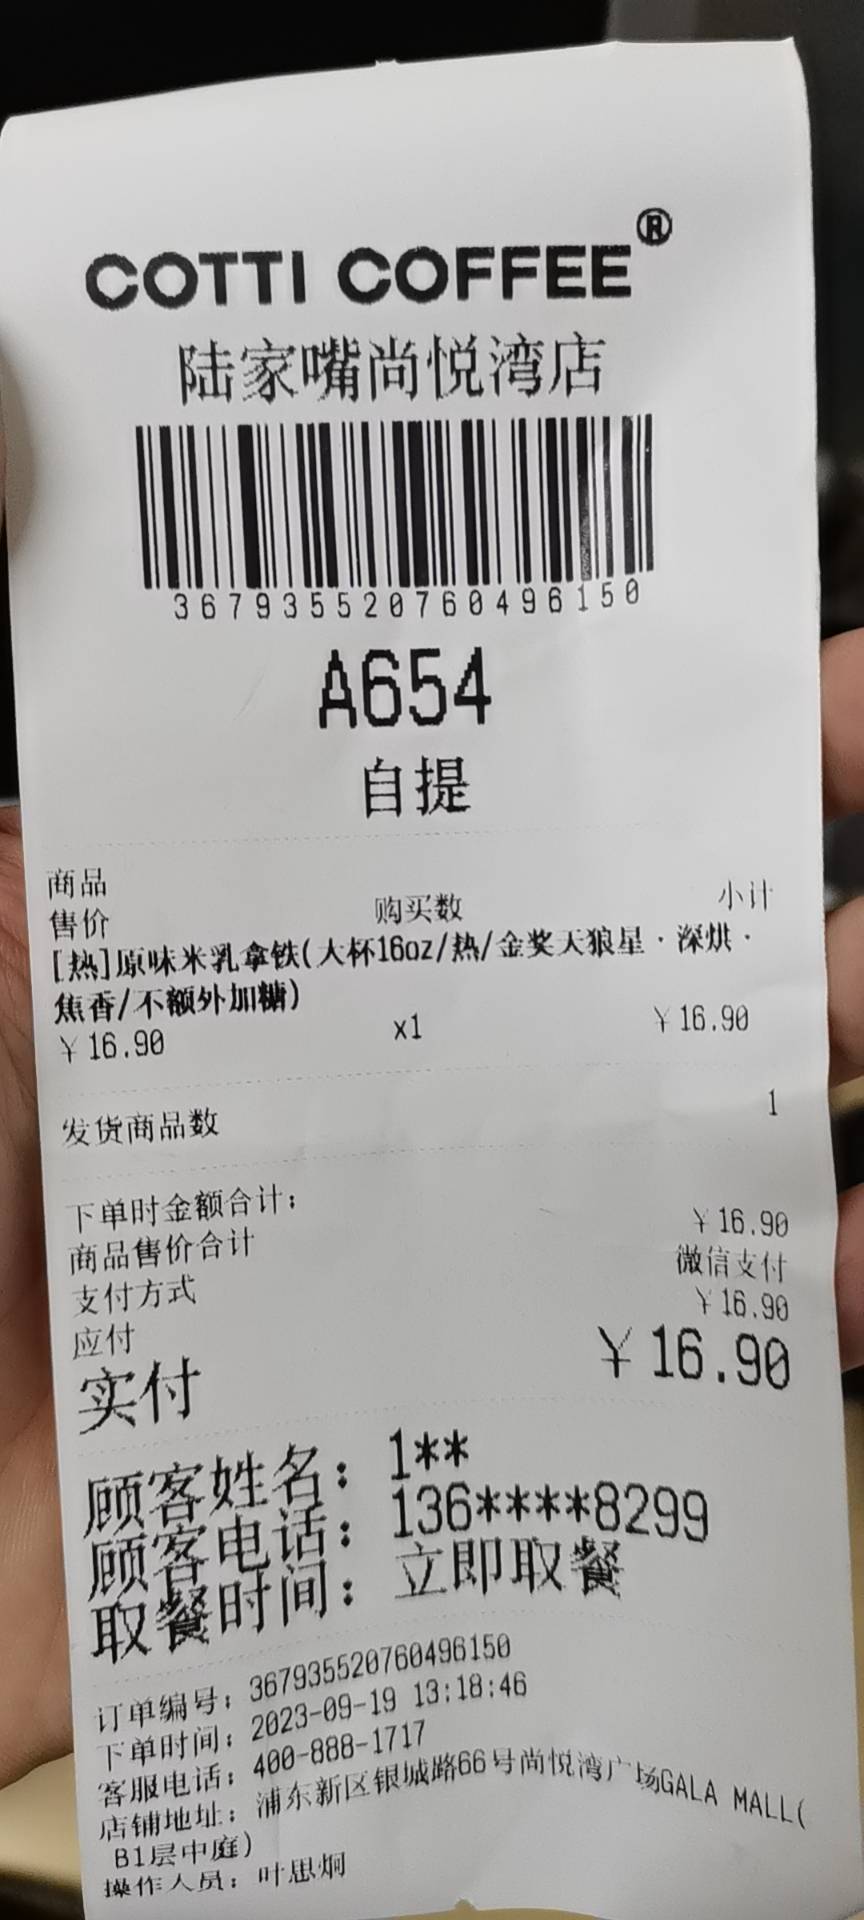 COTTI COFFEE®
陆家嘴尚悦湾店
367935520760496150
A654
自提
商品
售价 购买数 小计
[热]原味米乳拿铁(大杯16oz/热/金奖天狼星·深烘·
焦香/不额外加糖)
¥16.90 x1 ¥16.90
发货商品数 1
下单时金额合计:
商品售价合计 ¥16.90
支付方式 微信支付
应付 ¥16.90
实付 ¥16.90
顾客姓名: 1**
顾客电话: 136****8299
取餐时间: 立即取餐
订单编号: 367935520760496150
下单时间: 2023-09-19 13:18:46
客服电话: 400-888-1717
店铺地址: 浦东新区银城路66号尚悦湾广场GALA MALL(
B1层中庭)
操作人员: 叶思炯